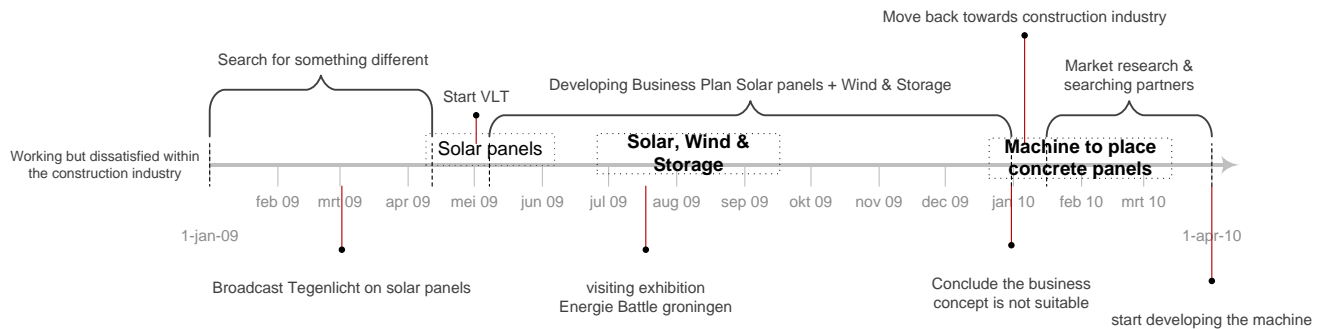 Move back towards construction industry
Search for something different
Market research &
searching partners
Developing Business Plan Solar panels + Wind & Storage
Start VLT
Solar panels
Solar, Wind &
Storage
Machine to place
concrete panels
Working but dissatisfied within
the construction industry
feb 09 mrt 09 apr 09 mei 09 jun 09 jul 09 aug 09 sep 09 okt 09 nov 09 dec 09 jan 10 feb 10 mrt 10
1-jan-09
1-apr-10
Broadcast Tegenlicht on solar panels
visiting exhibition
Energie Battle groningen
Conclude the business
concept is not suitable
start developing the machine